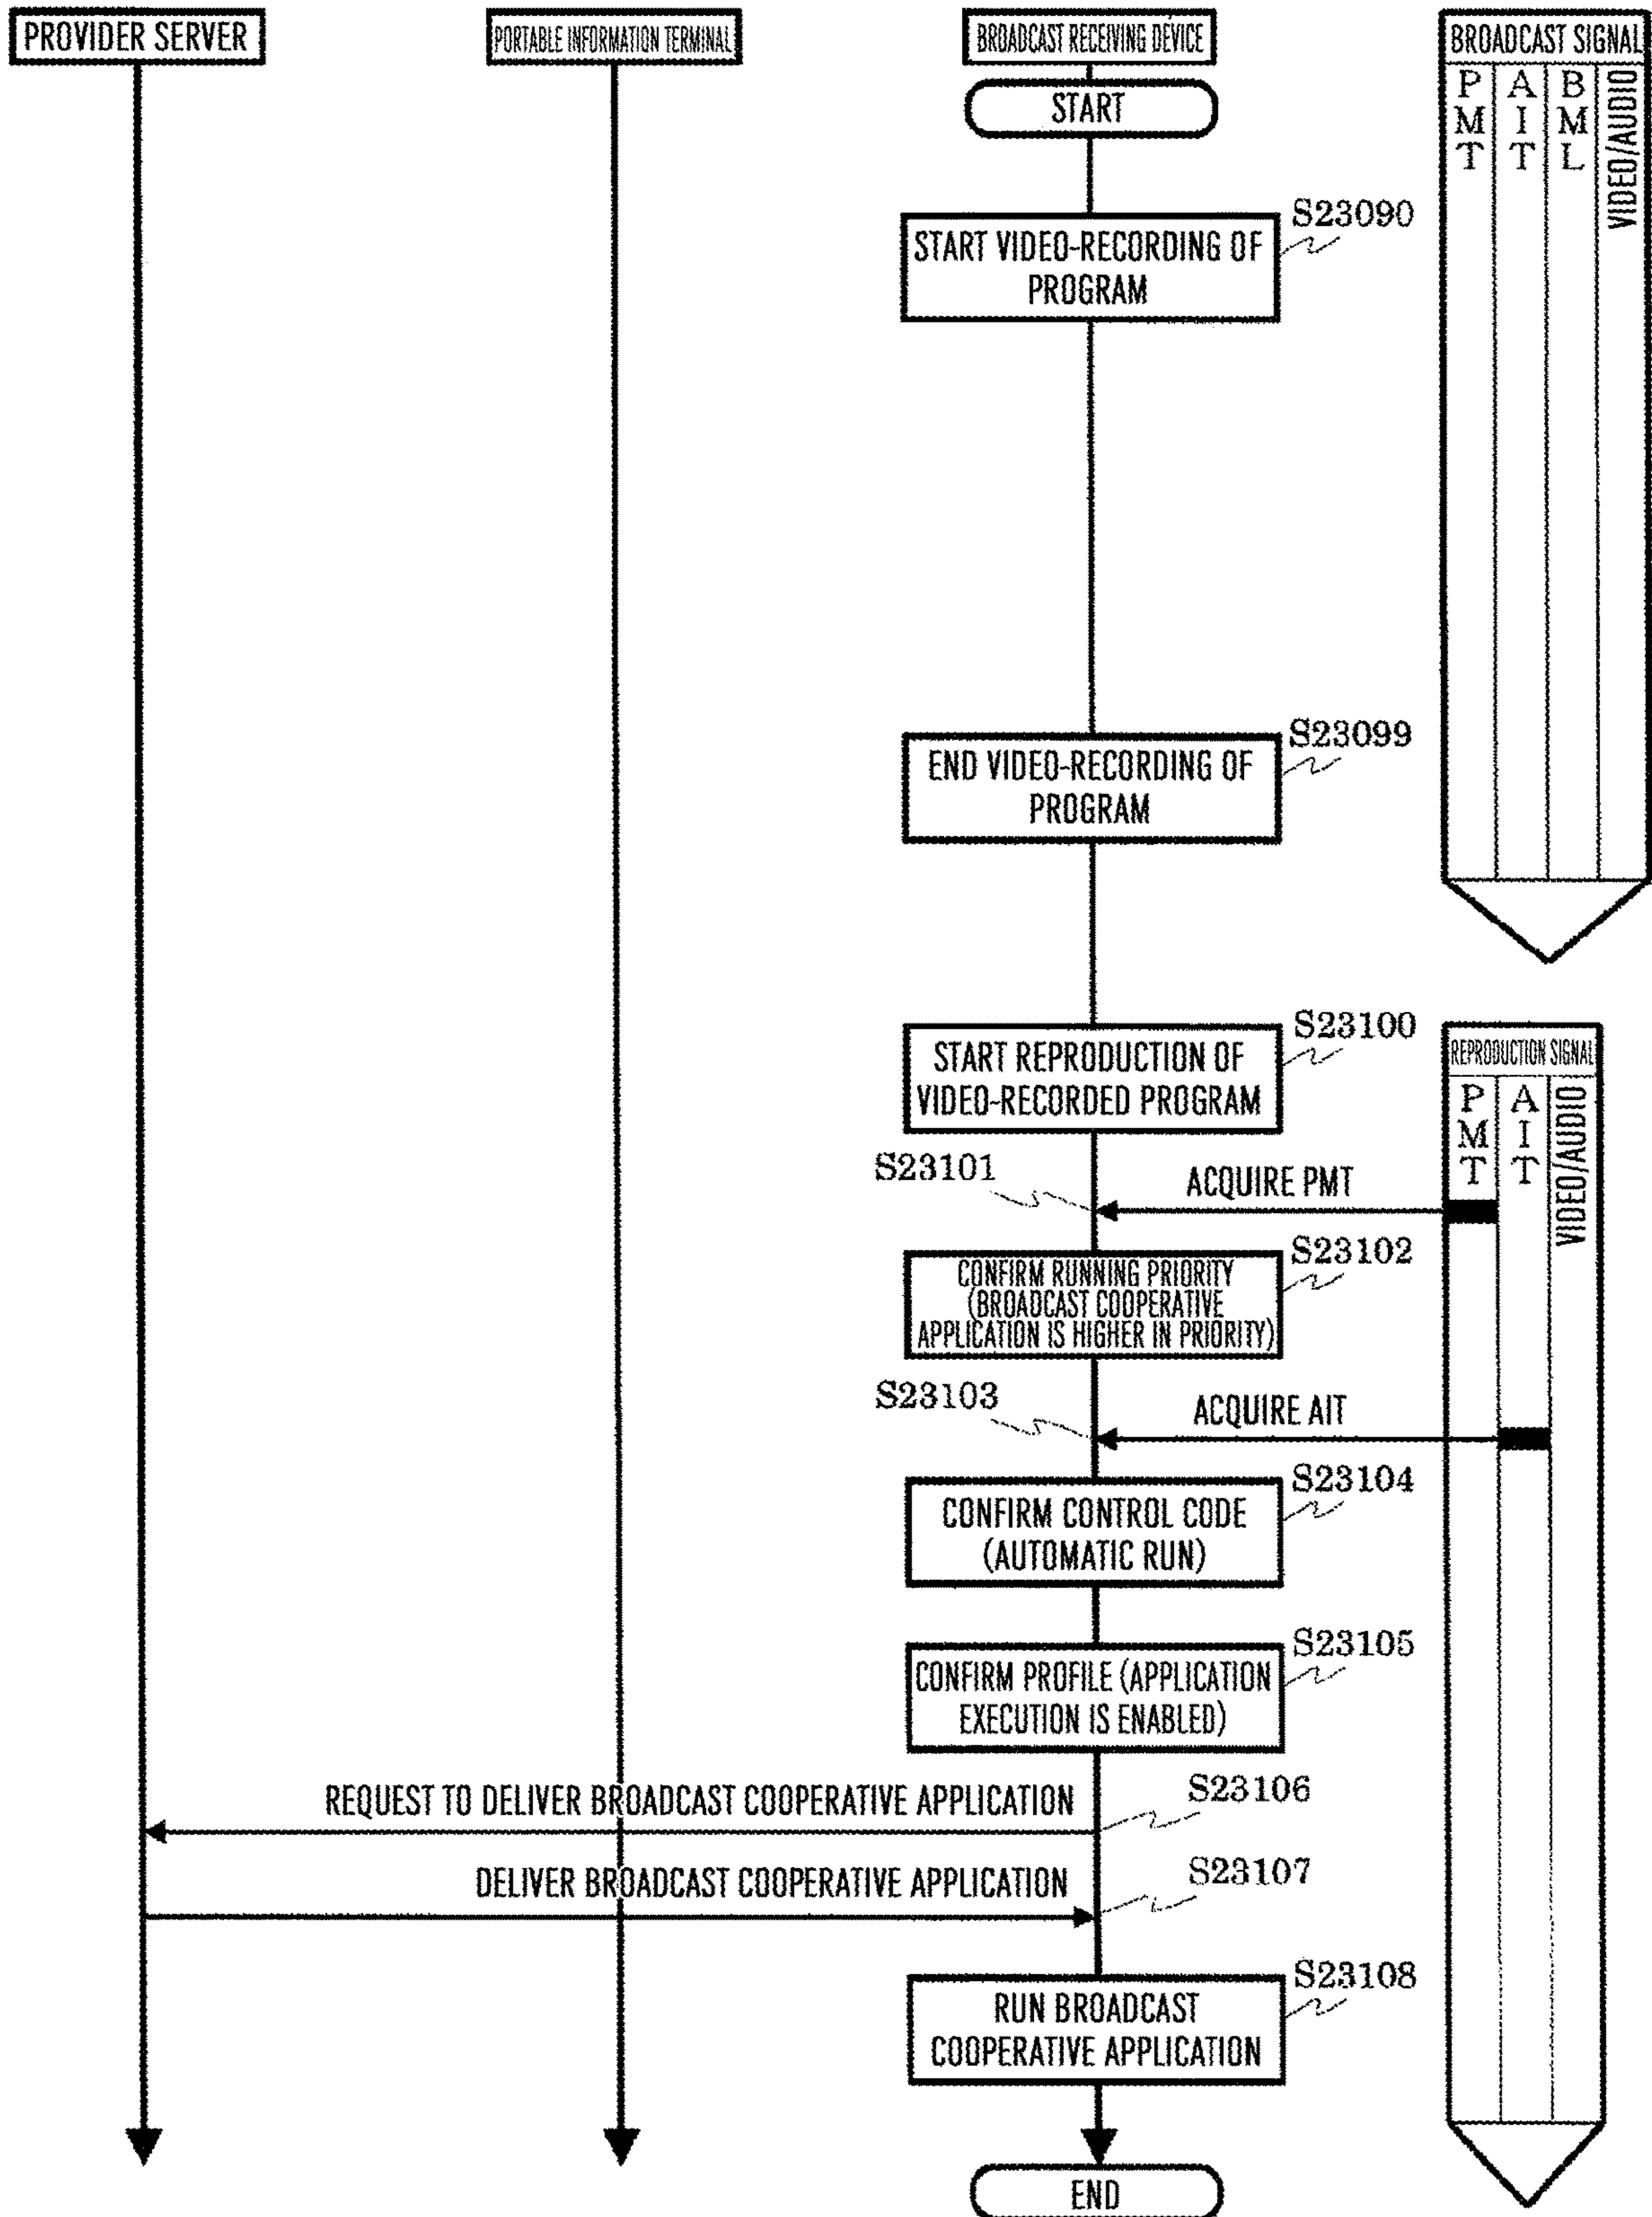 PROVIDER SERVER
PORTABLE INFORMATION TERMINAL
BROADCAST RECEIVING DEVICE
BROADCAST SIGNAL
PMT
AIT
BML
VIDEO/AUDIO
START
S23090
START VIDEO-RECORDING OF
PROGRAM
S23099
END VIDEO-RECORDING OF
PROGRAM
S23100
START REPRODUCTION OF
VIDEO-RECORDED PROGRAM
REPRODUCTION SIGNAL
PMT
AIT
VIDEO/AUDIO
S23101
ACQUIRE PMT
S23102
CONFIRM RUNNING PRIORITY
(BROADCAST COOPERATIVE
APPLICATION IS HIGHER IN PRIORITY)
S23103
ACQUIRE AIT
S23104
CONFIRM CONTROL CODE
(AUTOMATIC RUN)
S23105
CONFIRM PROFILE (APPLICATION
EXECUTION IS ENABLED)
REQUEST TO DELIVER BROADCAST COOPERATIVE APPLICATION
S23106
DELIVER BROADCAST COOPERATIVE APPLICATION
S23107
S23108
RUN BROADCAST
COOPERATIVE APPLICATION
END